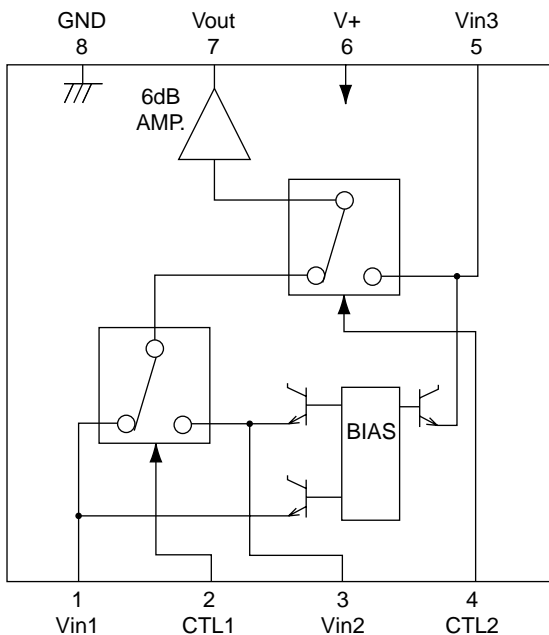 GND Vout V+ Vin3
8 7 6 5
6dB
AMP.
BIAS
1 2 3 4
Vin1 CTL1 Vin2 CTL2